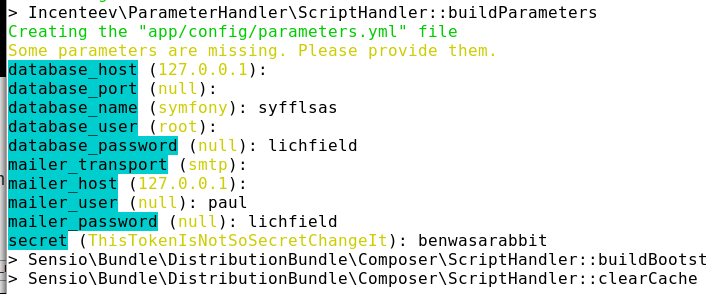 > Incenteev\ParameterHandler\ScriptHandler::buildParameters
Creating the "app/config/parameters.yml" file
Some parameters are missing. Please provide them.
database_host (127.0.0.1):
database_port (null):
database_name (symfony): syfflsas
database_user (root):
database_password (null): lichfield
mailer_transport (smtp):
mailer_host (127.0.0.1):
mailer_user (null): paul
mailer_password (null): lichfield
secret (ThisTokenIsNotSoSecretChangeIt): benwasarabbit
> Sensio\Bundle\DistributionBundle\Composer\ScriptHandler::buildBootst
> Sensio\Bundle\DistributionBundle\Composer\ScriptHandler::clearCache